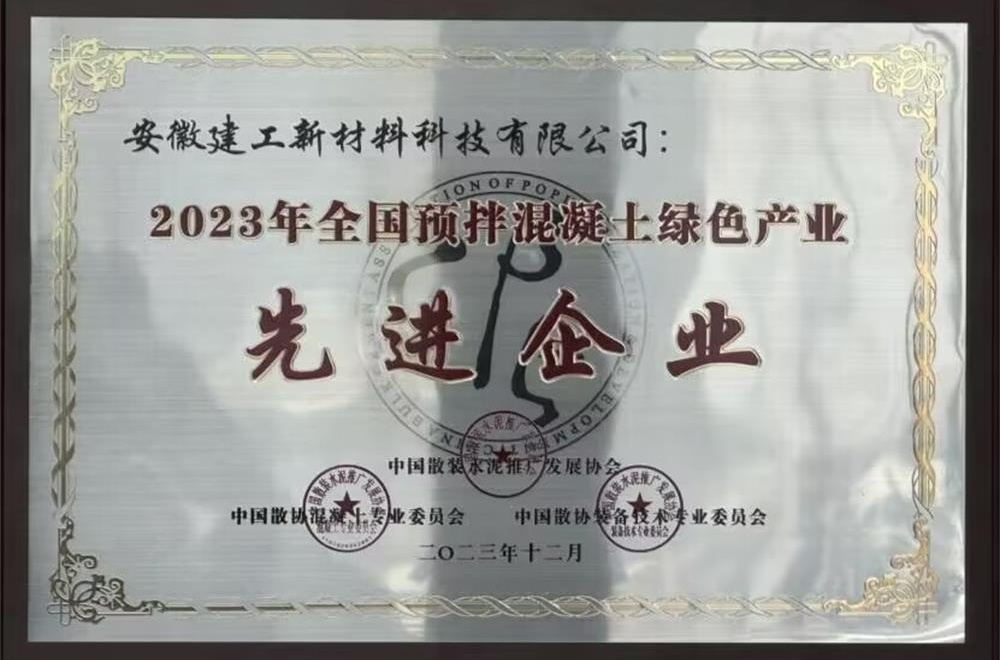 安徽建工新材料科技有限公司：
2023年全国预拌混凝土绿色产业
先进企业
中国散装水泥推广发展协会
中国散协混凝土专业委员会 中国散协装备技术专业委员会
二〇二三年十二月